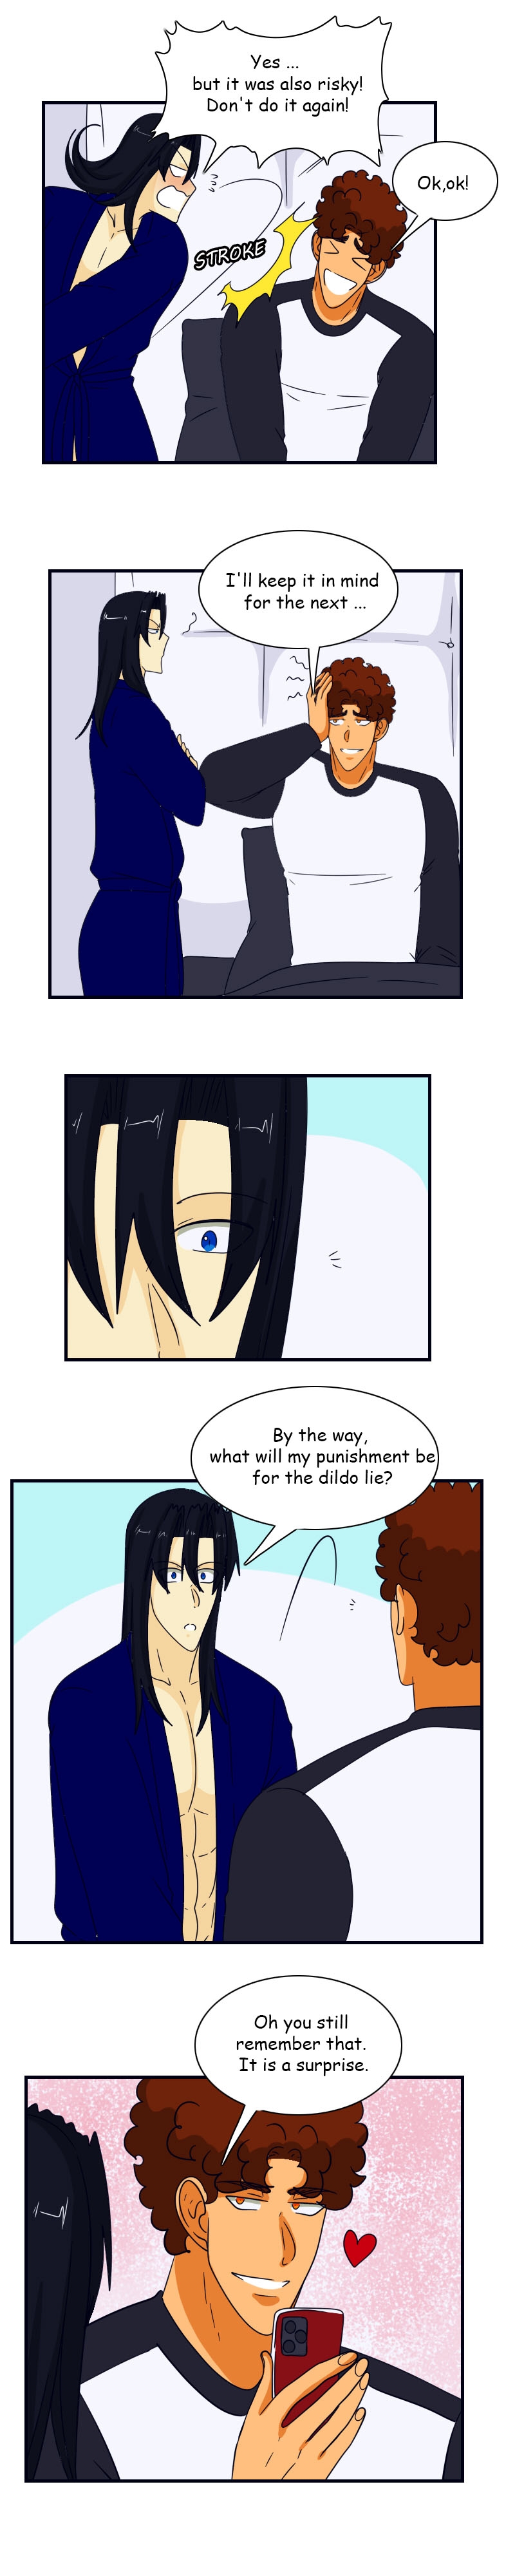 Yes ...
but it was also risky!
Don't do it again!
Ok,ok!
STROKE
I'll keep it in mind
for the next ...
By the way,
what will my punishment be
for the dildo lie?
Oh you still
remember that.
It is a surprise.